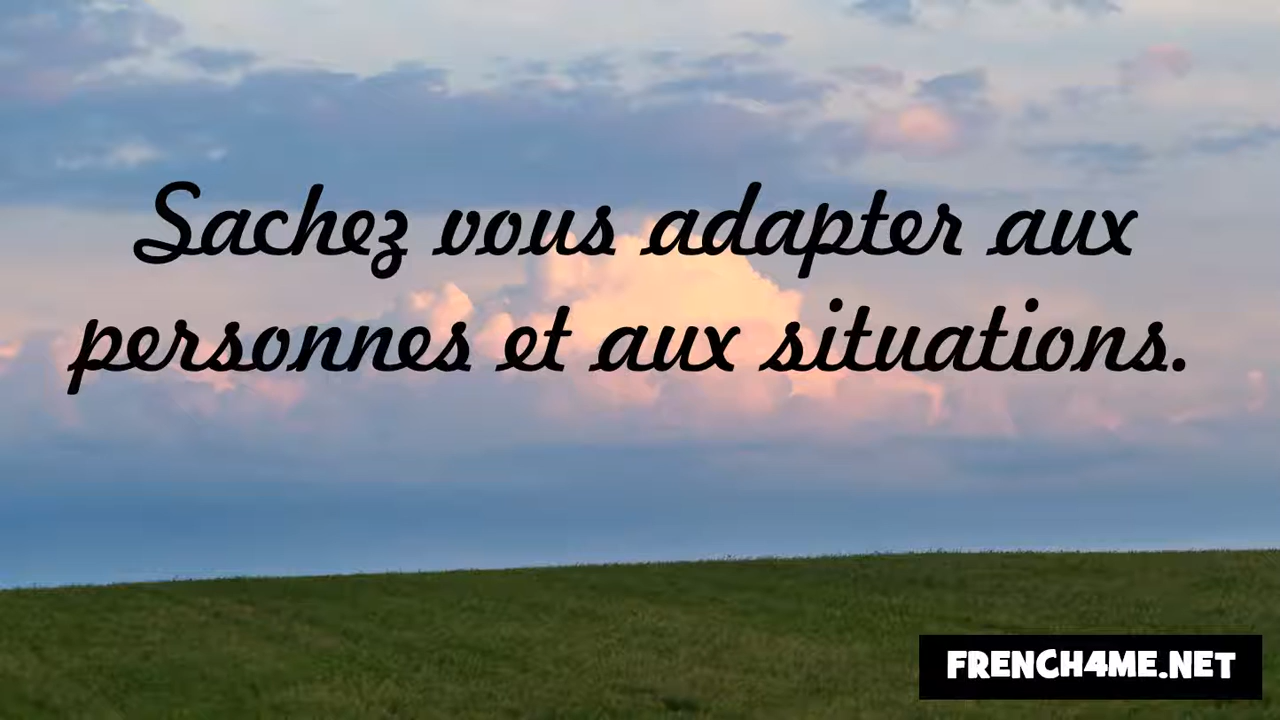 Sachez vous adapter aux
personnes et aux situations.
FRENCH4ME.NET